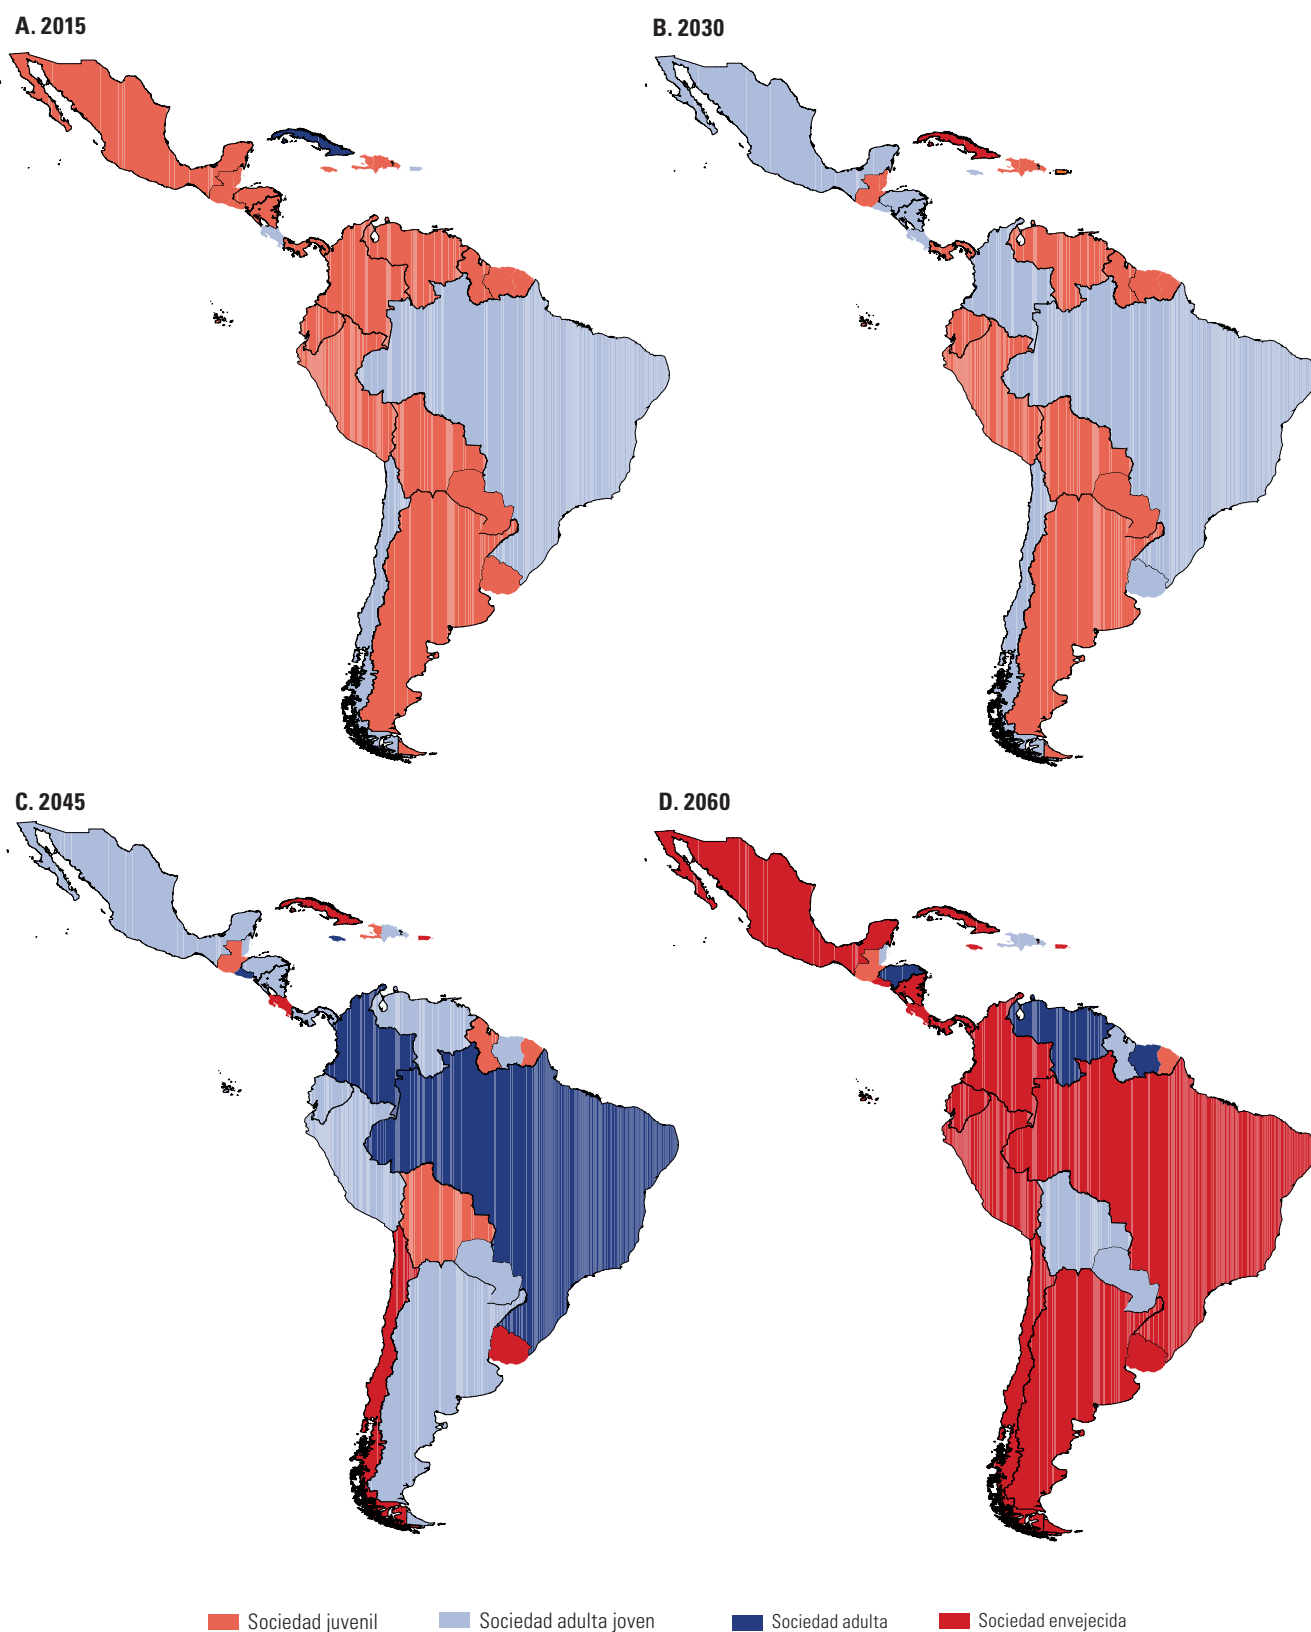 A. 2015
B. 2030
C. 2045
D. 2060
Sociedad juvenil
Sociedad adulta joven
Sociedad adulta
Sociedad envejecida